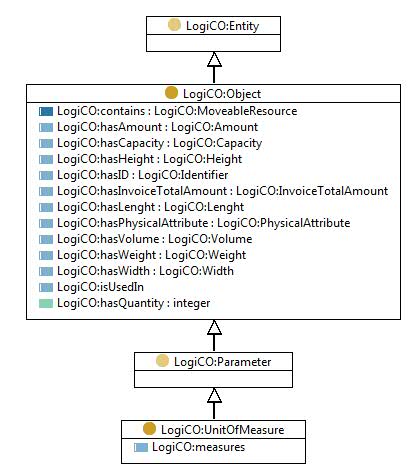 LogiCO:Entity
LogiCO:Object
LogiCO:contains : LogiCO:MoveableResource
LogiCO:hasAmount : LogiCO:Amount
LogiCO:hasCapacity : LogiCO:Capacity
LogiCO:hasHeight : LogiCO:Height
LogiCO:hasID : LogiCO:Identifier
LogiCO:hasInvoiceTotalAmount : LogiCO:InvoiceTotalAmount
LogiCO:hasLenght : LogiCO:Lenght
LogiCO:hasPhysicalAttribute : LogiCO:PhysicalAttribute
LogiCO:hasVolume : LogiCO:Volume
LogiCO:hasWeight : LogiCO:Weight
LogiCO:hasWidth : LogiCO:Width
LogiCO:isUsedIn
LogiCO:hasQuantity : integer
LogiCO:Parameter
LogiCO:UnitOfMeasure
LogiCO:measures